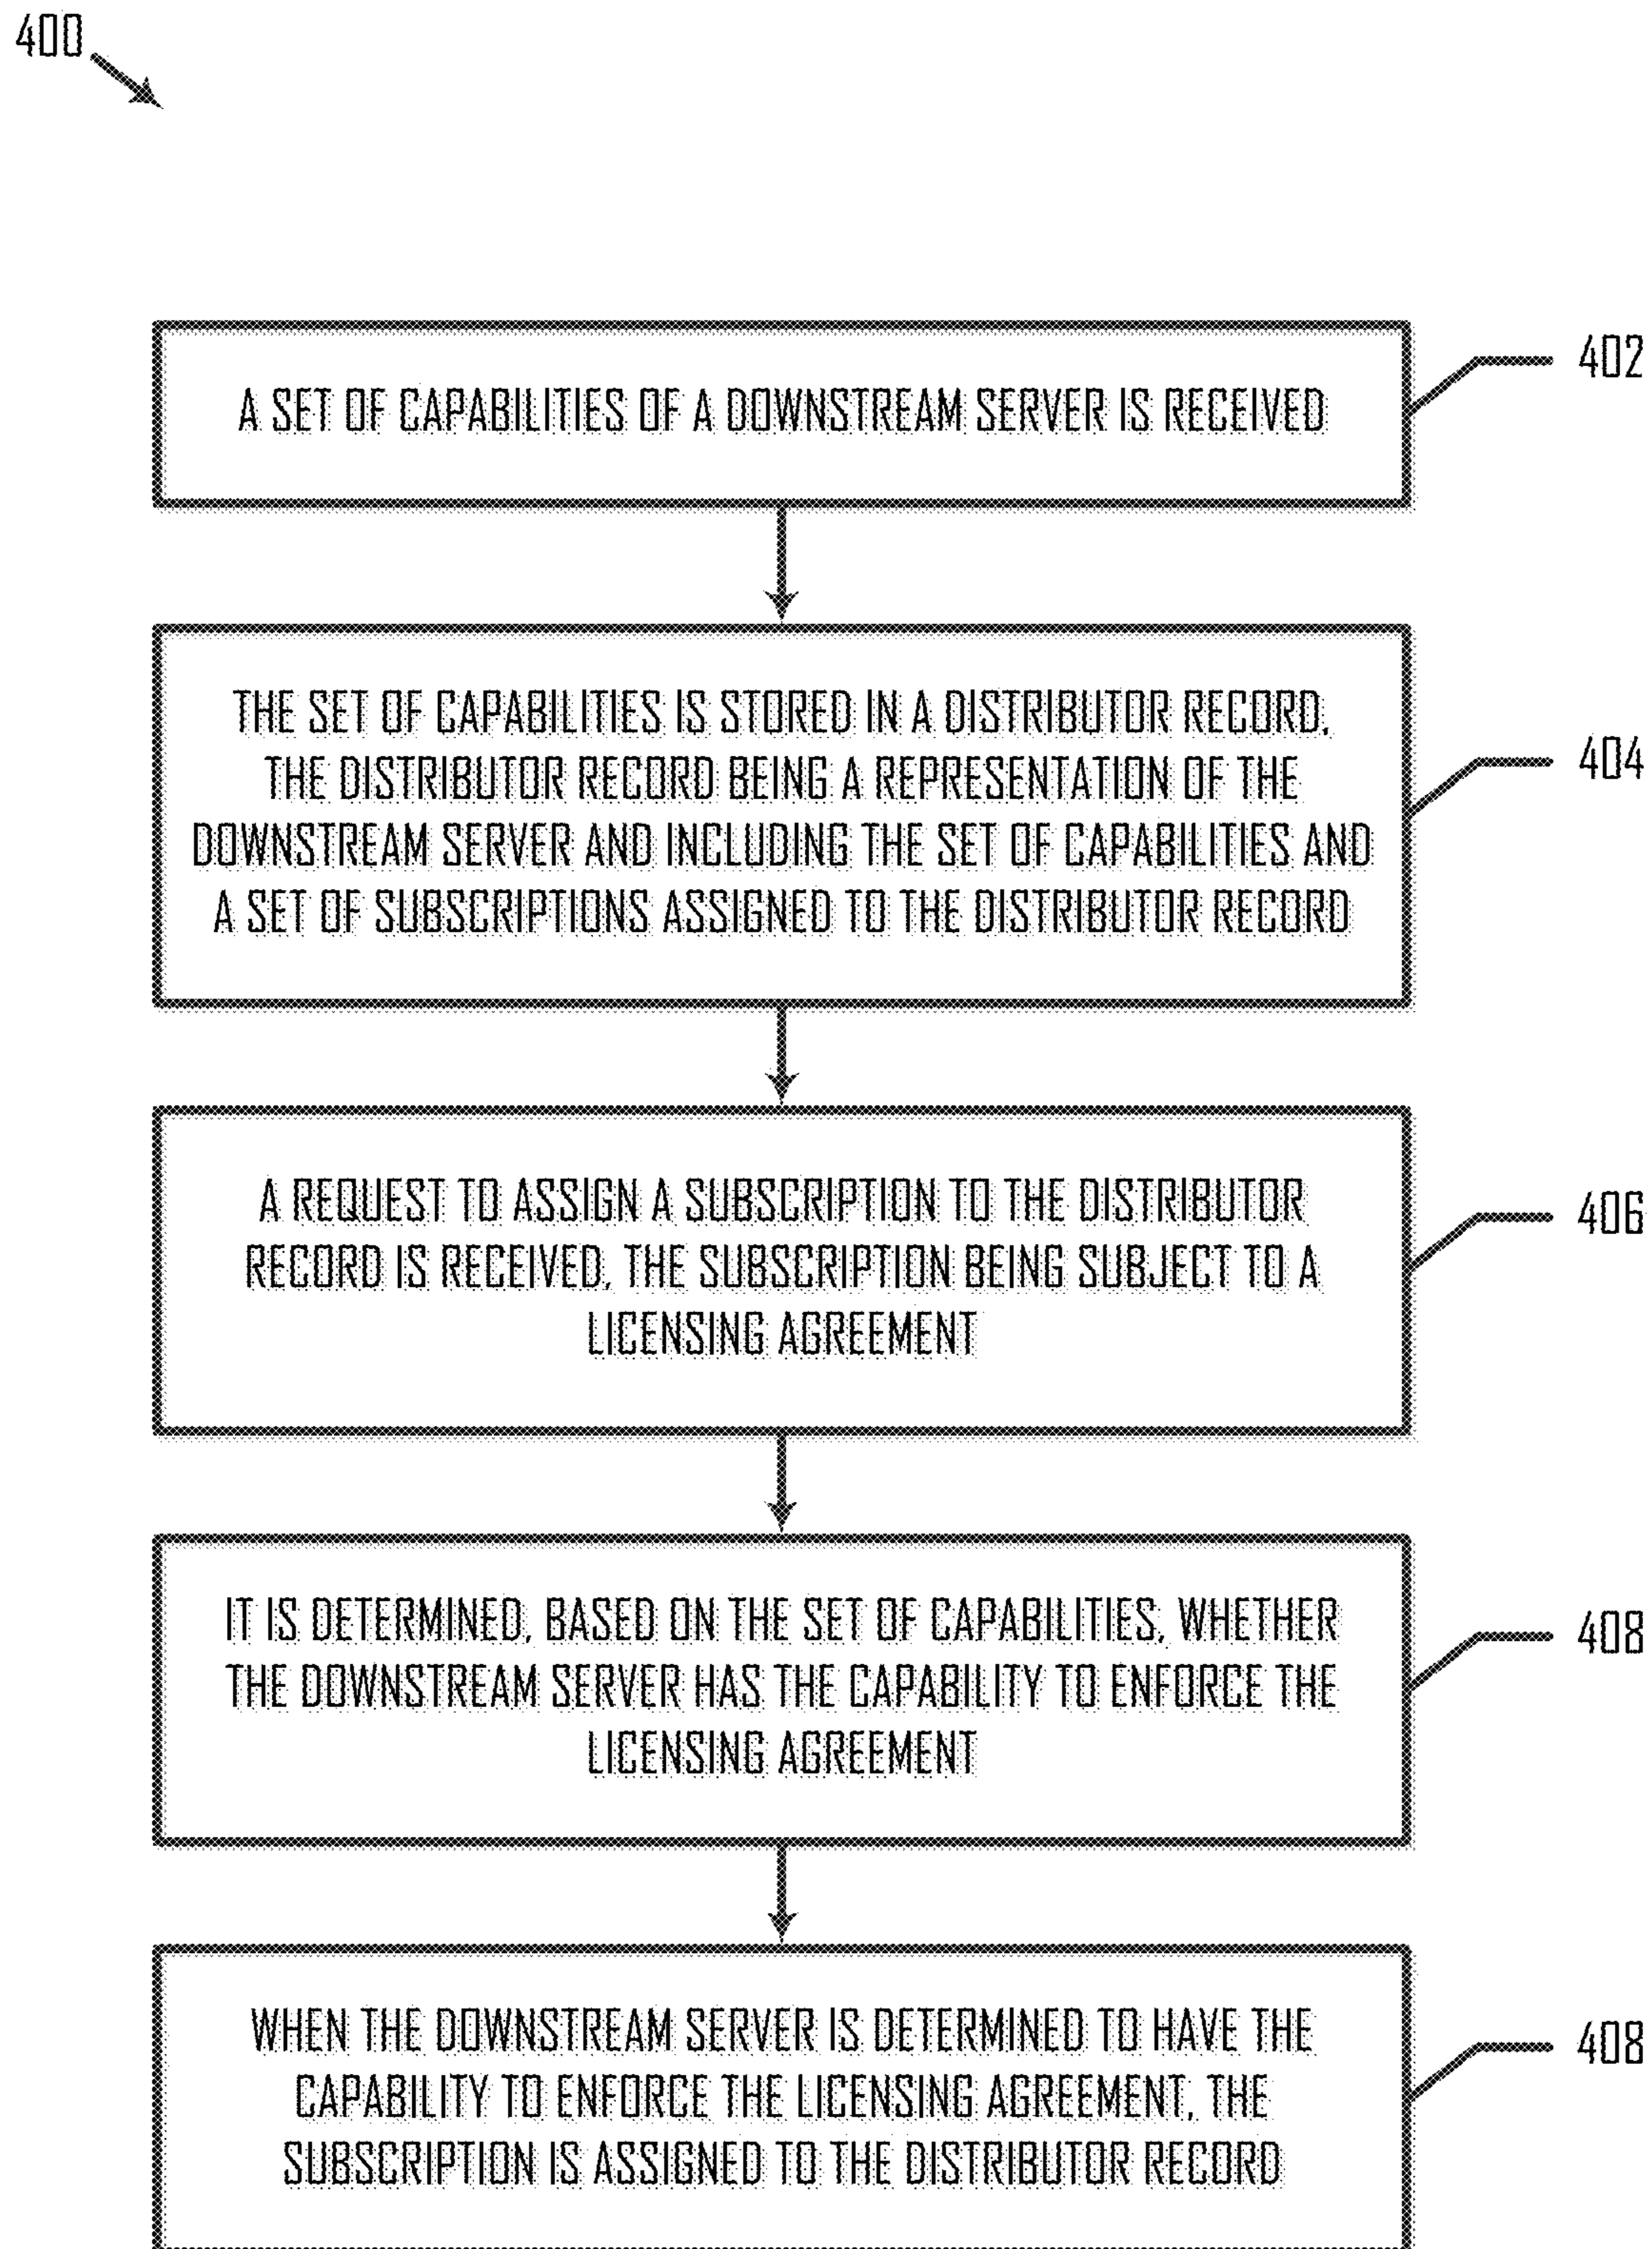 400
402
A SET OF CAPABILITIES OF A DOWNSTREAM SERVER IS RECEIVED
THE SET OF CAPABILITIES IS STORED IN A DISTRIBUTOR RECORD,
THE DISTRIBUTOR RECORD BEING A REPRESENTATION OF THE
404
DOWNSTREAM SERVER AND INCLUDING THE SET OF CAPABILITIES AND
A SET OF SUBSCRIPTIONS ASSIGNED TO THE DISTRIBUTOR RECORD
A REQUEST TO ASSIGN A SUBSCRIPTION TO THE DISTRIBUTOR
406
RECORD IS RECEIVED, THE SUBSCRIPTION BEING SUBJECT TO A
LICENSING AGREEMENT
IT IS DETERMINED, BASED ON THE SET OF CAPABILITIES, WHETHER
408
THE DOWNSTREAM SERVER HAS THE CAPABILITY TO ENFORCE THE
LICENSING AGREEMENT
WHEN THE DOWNSTREAM SERVER IS DETERMINED TO HAVE THE
408
CAPABILITY TO ENFORCE THE LICENSING AGREEMENT, THE
SUBSCRIPTION IS ASSIGNED TO THE DISTRIBUTOR RECORD